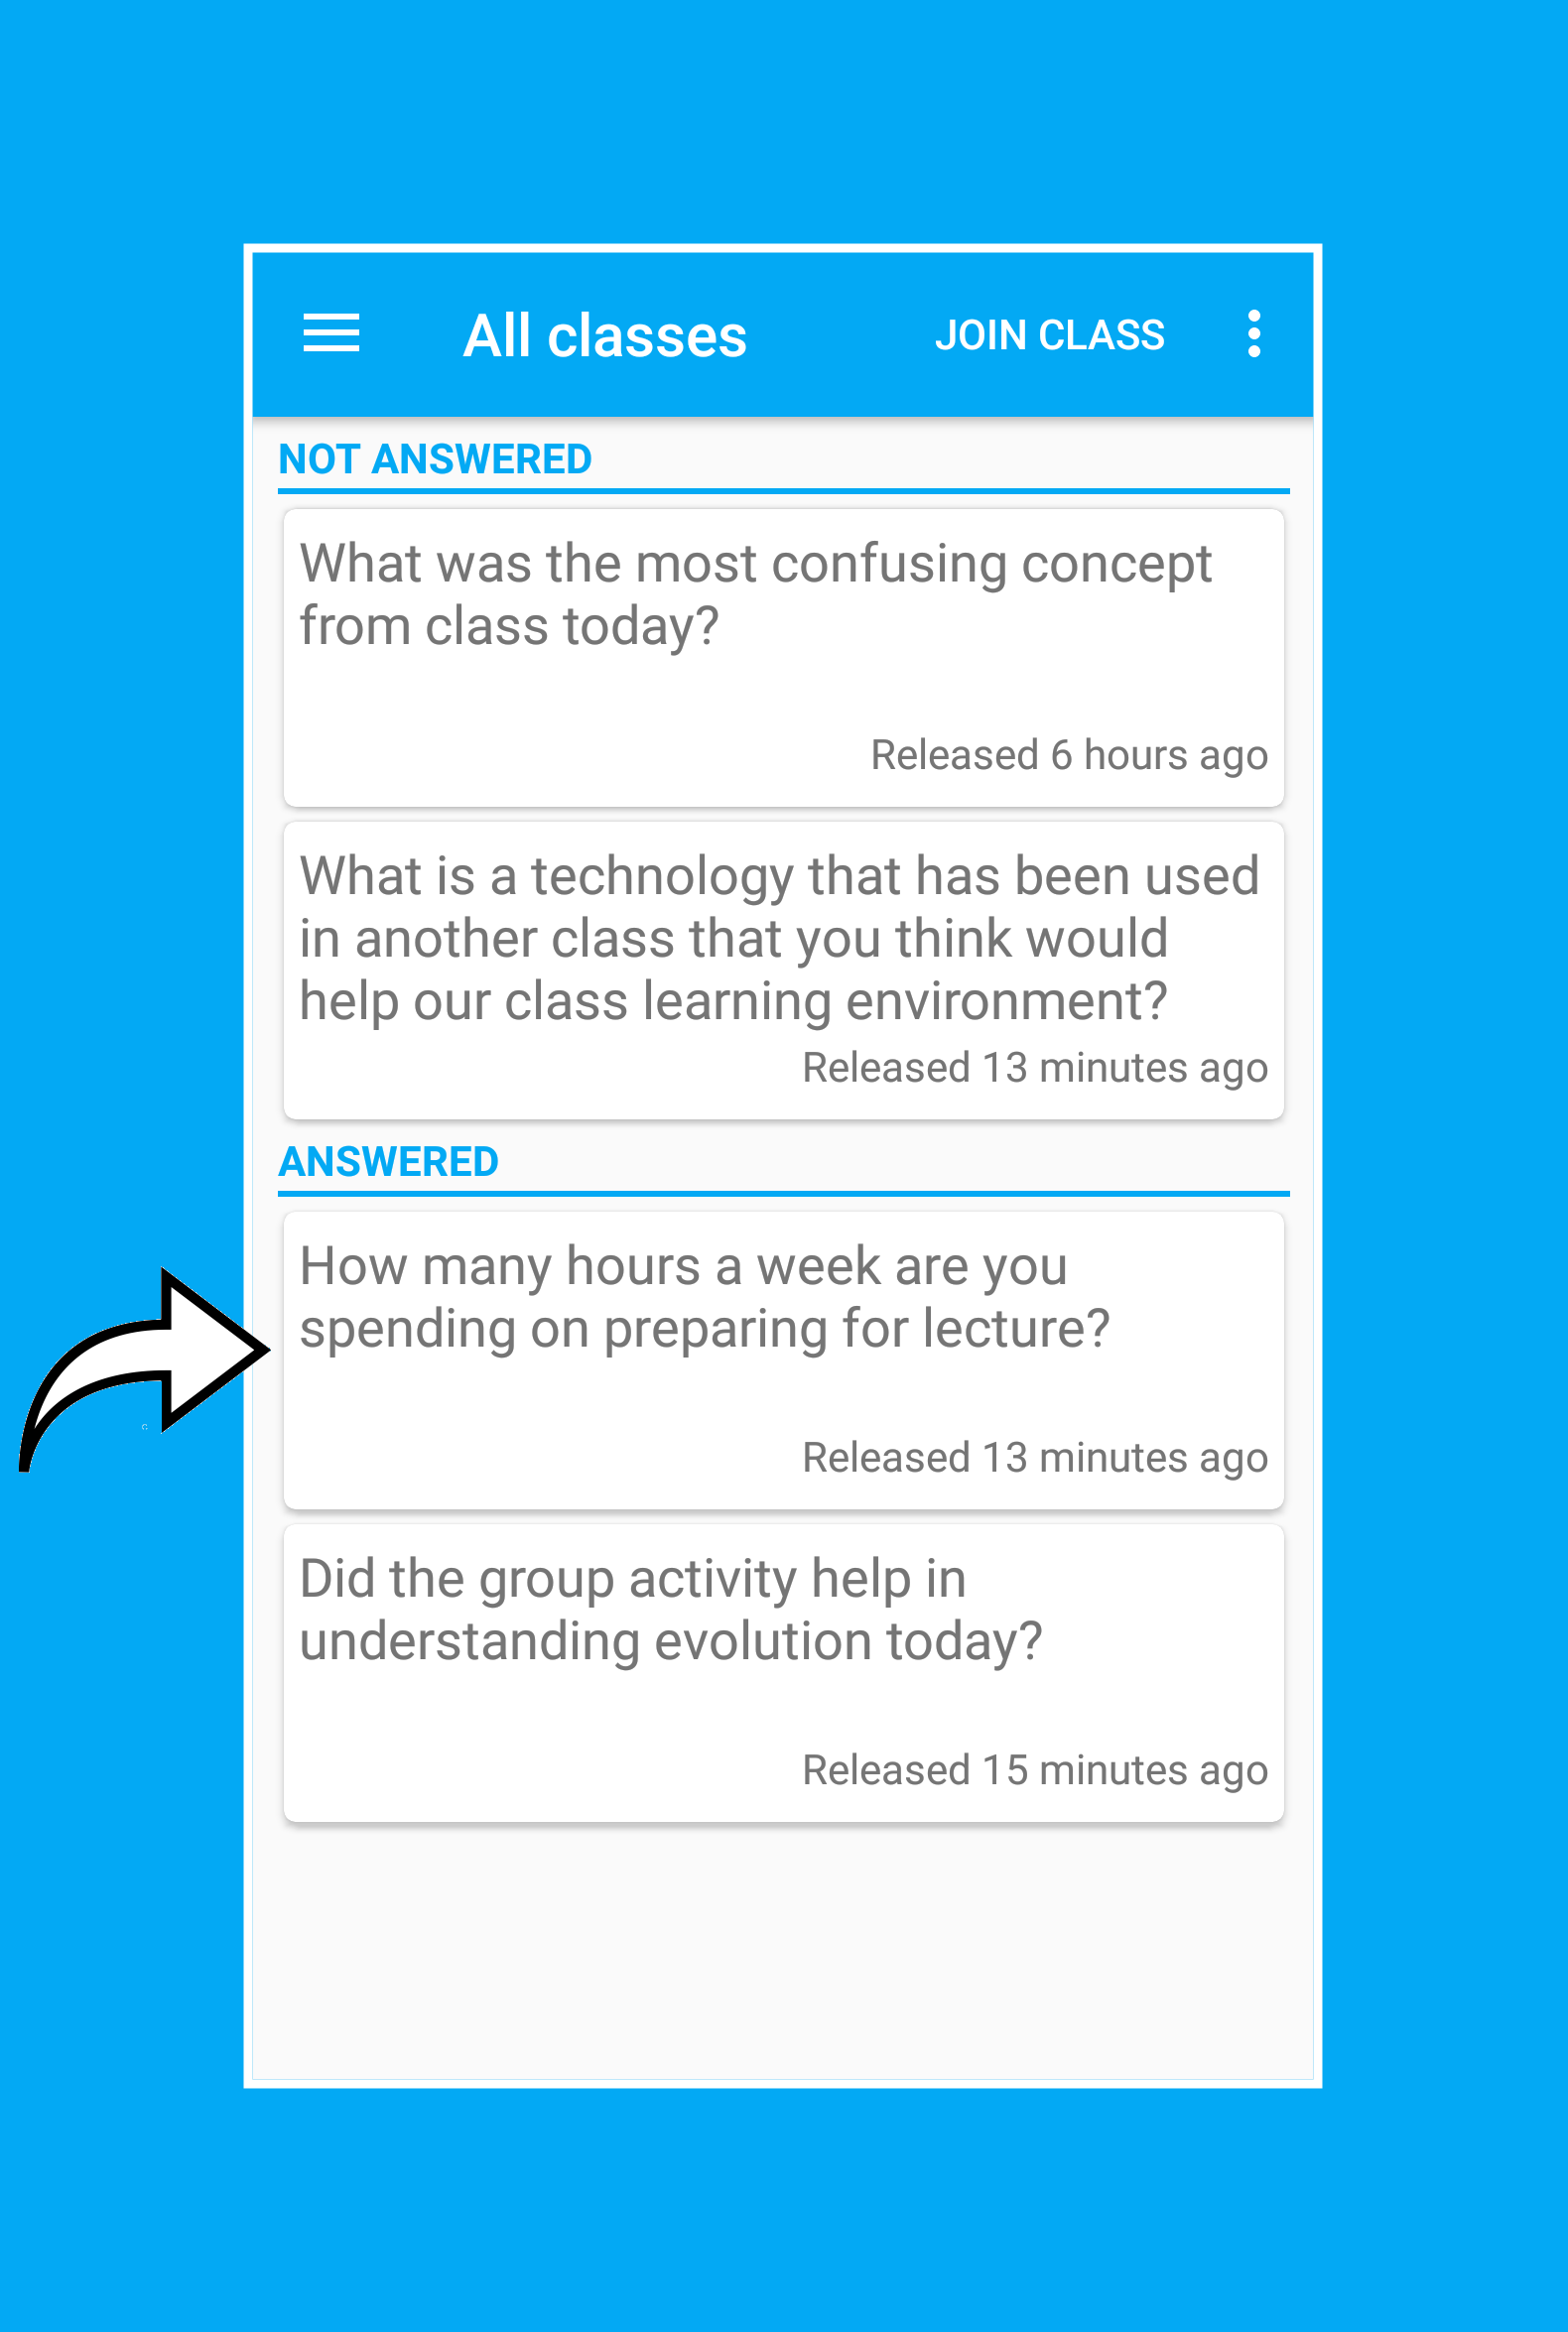 All classes JOIN CLASS
NOT ANSWERED
What was the most confusing concept
from class today?
Released 6 hours ago
What is a technology that has been used
in another class that you think would
help our class learning environment?
Released 13 minutes ago
ANSWERED
How many hours a week are you
spending on preparing for lecture?
Released 13 minutes ago
Did the group activity help in
understanding evolution today?
Released 15 minutes ago